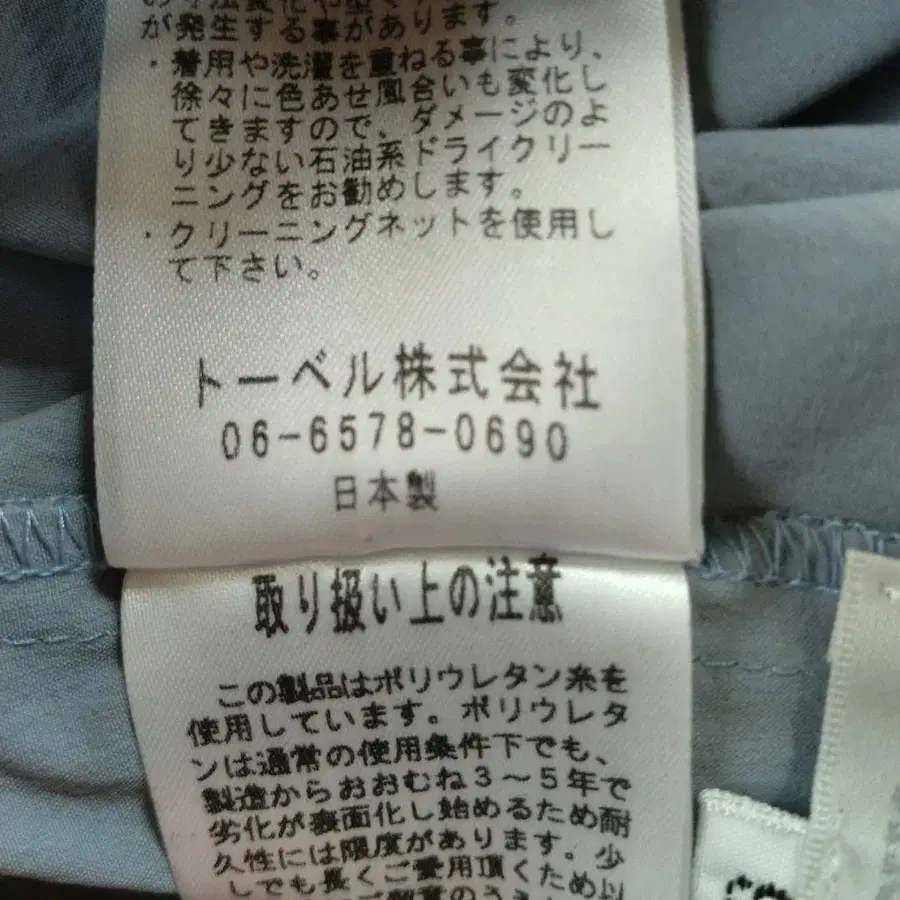 が発生する事があります。
・着用や洗濯を重ねる事により、
徐々に色あせ風合いも変化し
てきますので、ダメージのよ
り少ない石油系ドライクリー
ニングをお勧めします。
・クリーニングネットを使用し
て下さい。
トーベル株式会社
06-6578-0690
日本製
取り扱い上の注意
この製品はポリウレタン糸を
使用しています。ポリウレタ
ンは通常の使用条件下でも、
製造からおおむね3〜5年で
劣化が表面化し始めるため耐
久性には限度があります。少
しでも長くご愛用頂くため以